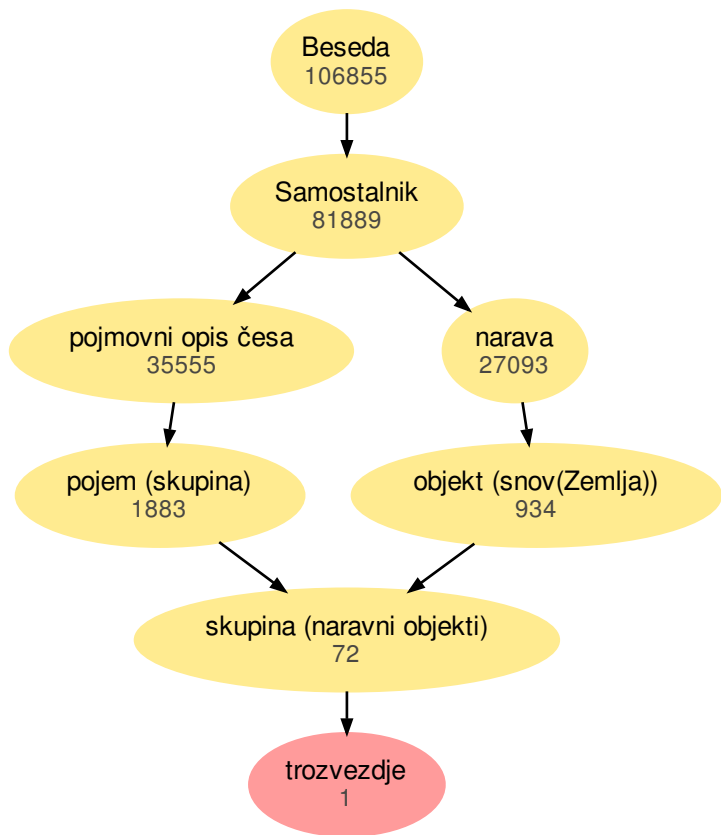 Beseda
106855
Samostalnik
81889
pojmovni opis česa
35555
narava
27093
pojem (skupina)
1883
objekt (snov(Zemlja))
934
skupina (naravni objekti)
72
trozvezdje
1